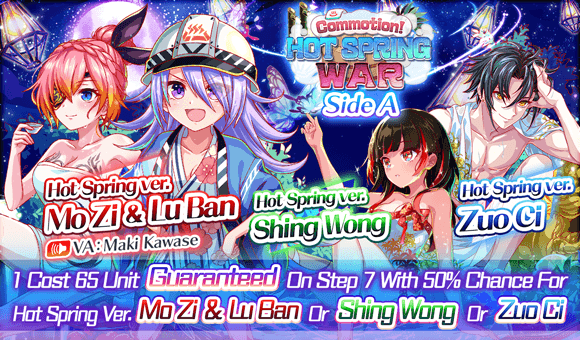 Commotion!
HOT SPRING
WAR
Side A
Hot Spring ver.
Mo Zi & Lu Ban
VA: Maki Kawase
Hot Spring ver.
Shing Wong
Hot Spring ver.
Zuo Ci
1 Cost 65 Unit Guaranteed On Step 7 With 50% Chance For
Hot Spring Ver. Mo Zi & Lu Ban Or Shing Wong Or Zuo Ci